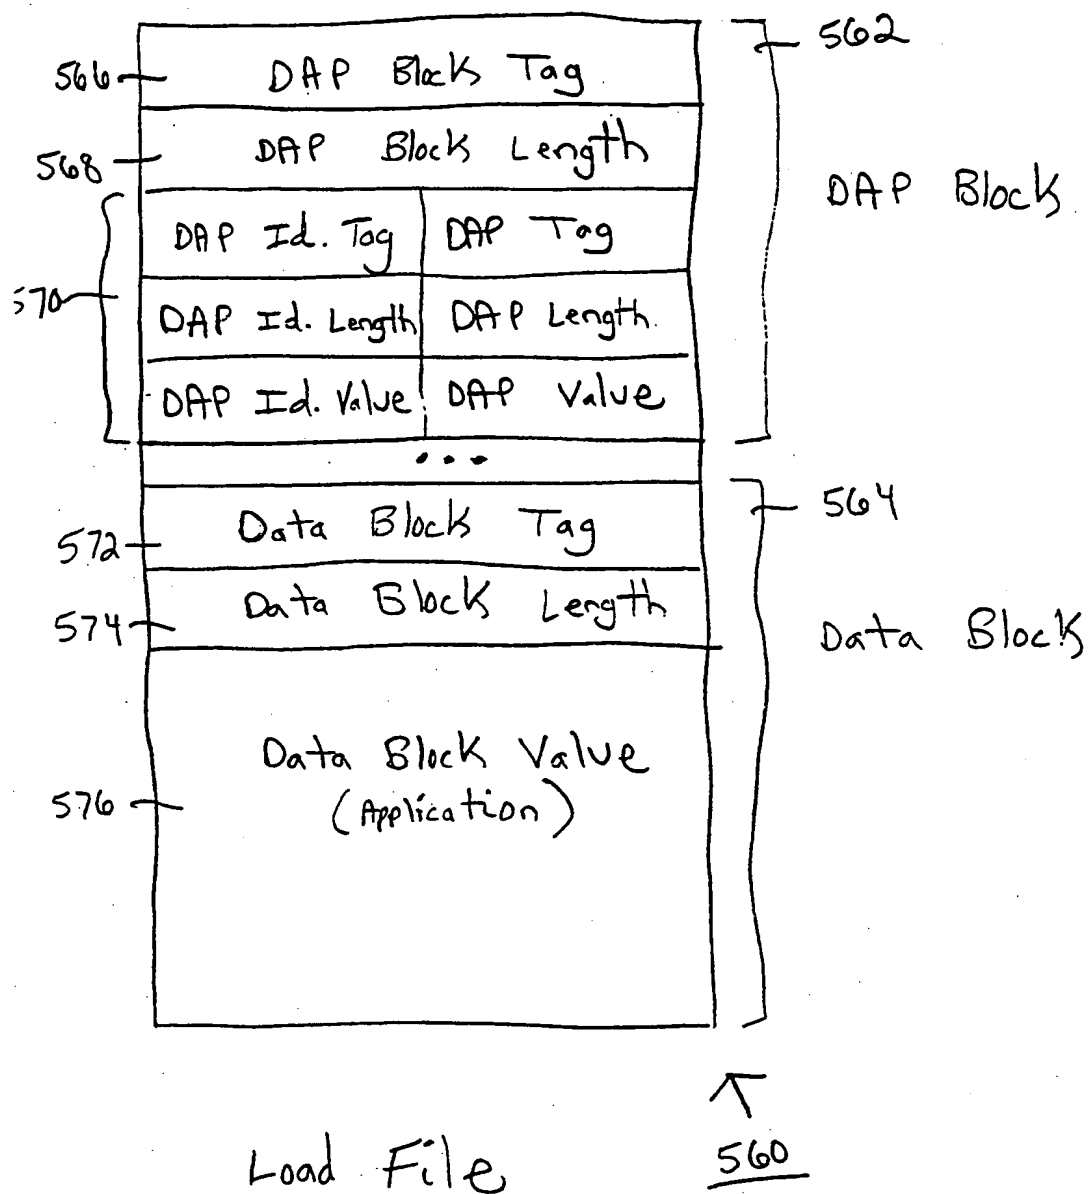 562
566 DAP Block Tag
568 DAP Block Length
DAP Block
DAP Id. Tag DAP Tag
570 DAP Id. Length DAP Length
DAP Id. Value DAP Value
...
564
572 Data Block Tag
574 Data Block Length
Data Block
Data Block Value
576 (Application)
Load File 560